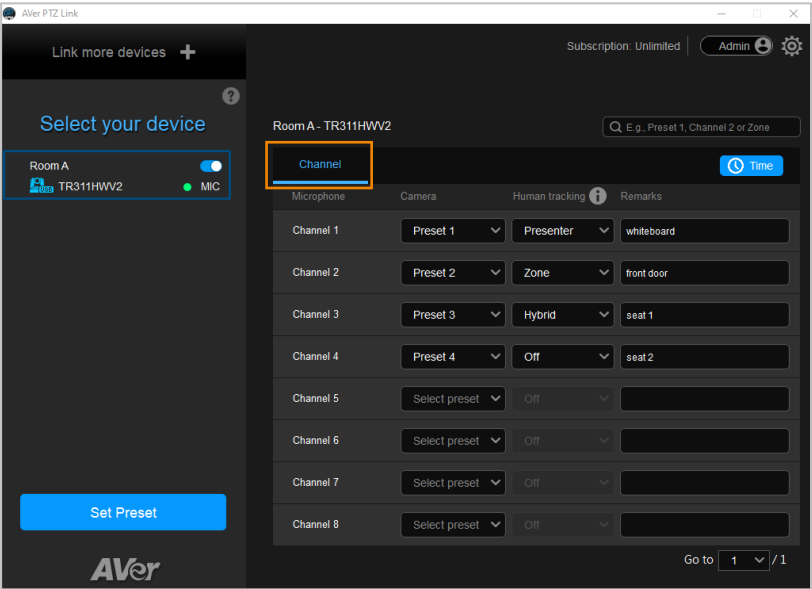 AVer PTZ Link
Link more devices +
Subscription: Unlimited
Admin
?
Select your device
Room A
USB TR311HWV2 MIC
Set Preset
AVer
Room A - TR311HWV2
E.g., Preset 1, Channel 2 or Zone
Channel
Time
Microphone Camera Human tracking i Remarks
Channel 1 Preset 1 Presenter whiteboard
Channel 2 Preset 2 Zone front door
Channel 3 Preset 3 Hybrid seat 1
Channel 4 Preset 4 Off seat 2
Channel 5 Select preset Off
Channel 6 Select preset Off
Channel 7 Select preset Off
Channel 8 Select preset Off
Go to 1 / 1